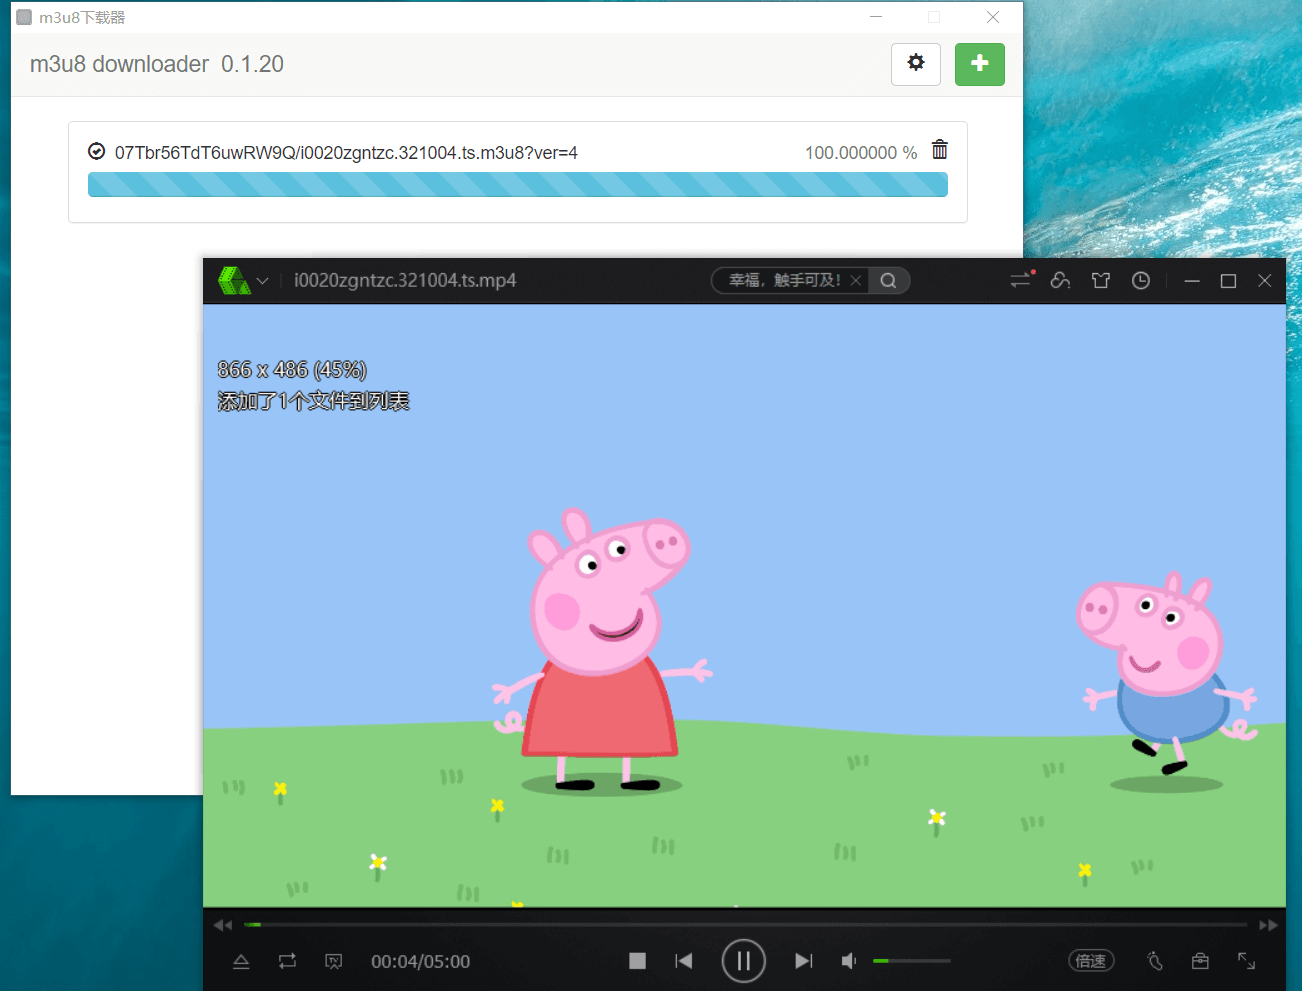 m3u8下载器
m3u8 downloader 0.1.20
07Tbr56TdT6uwRW9Q/i0020zgntzc.321004.ts.m3u8?ver=4
100.000000 %
i0020zgntzc.321004.ts.mp4
幸福，触手可及!
866 x 486 (45%)
添加了1个文件到列表
TV
00:04/05:00
倍速